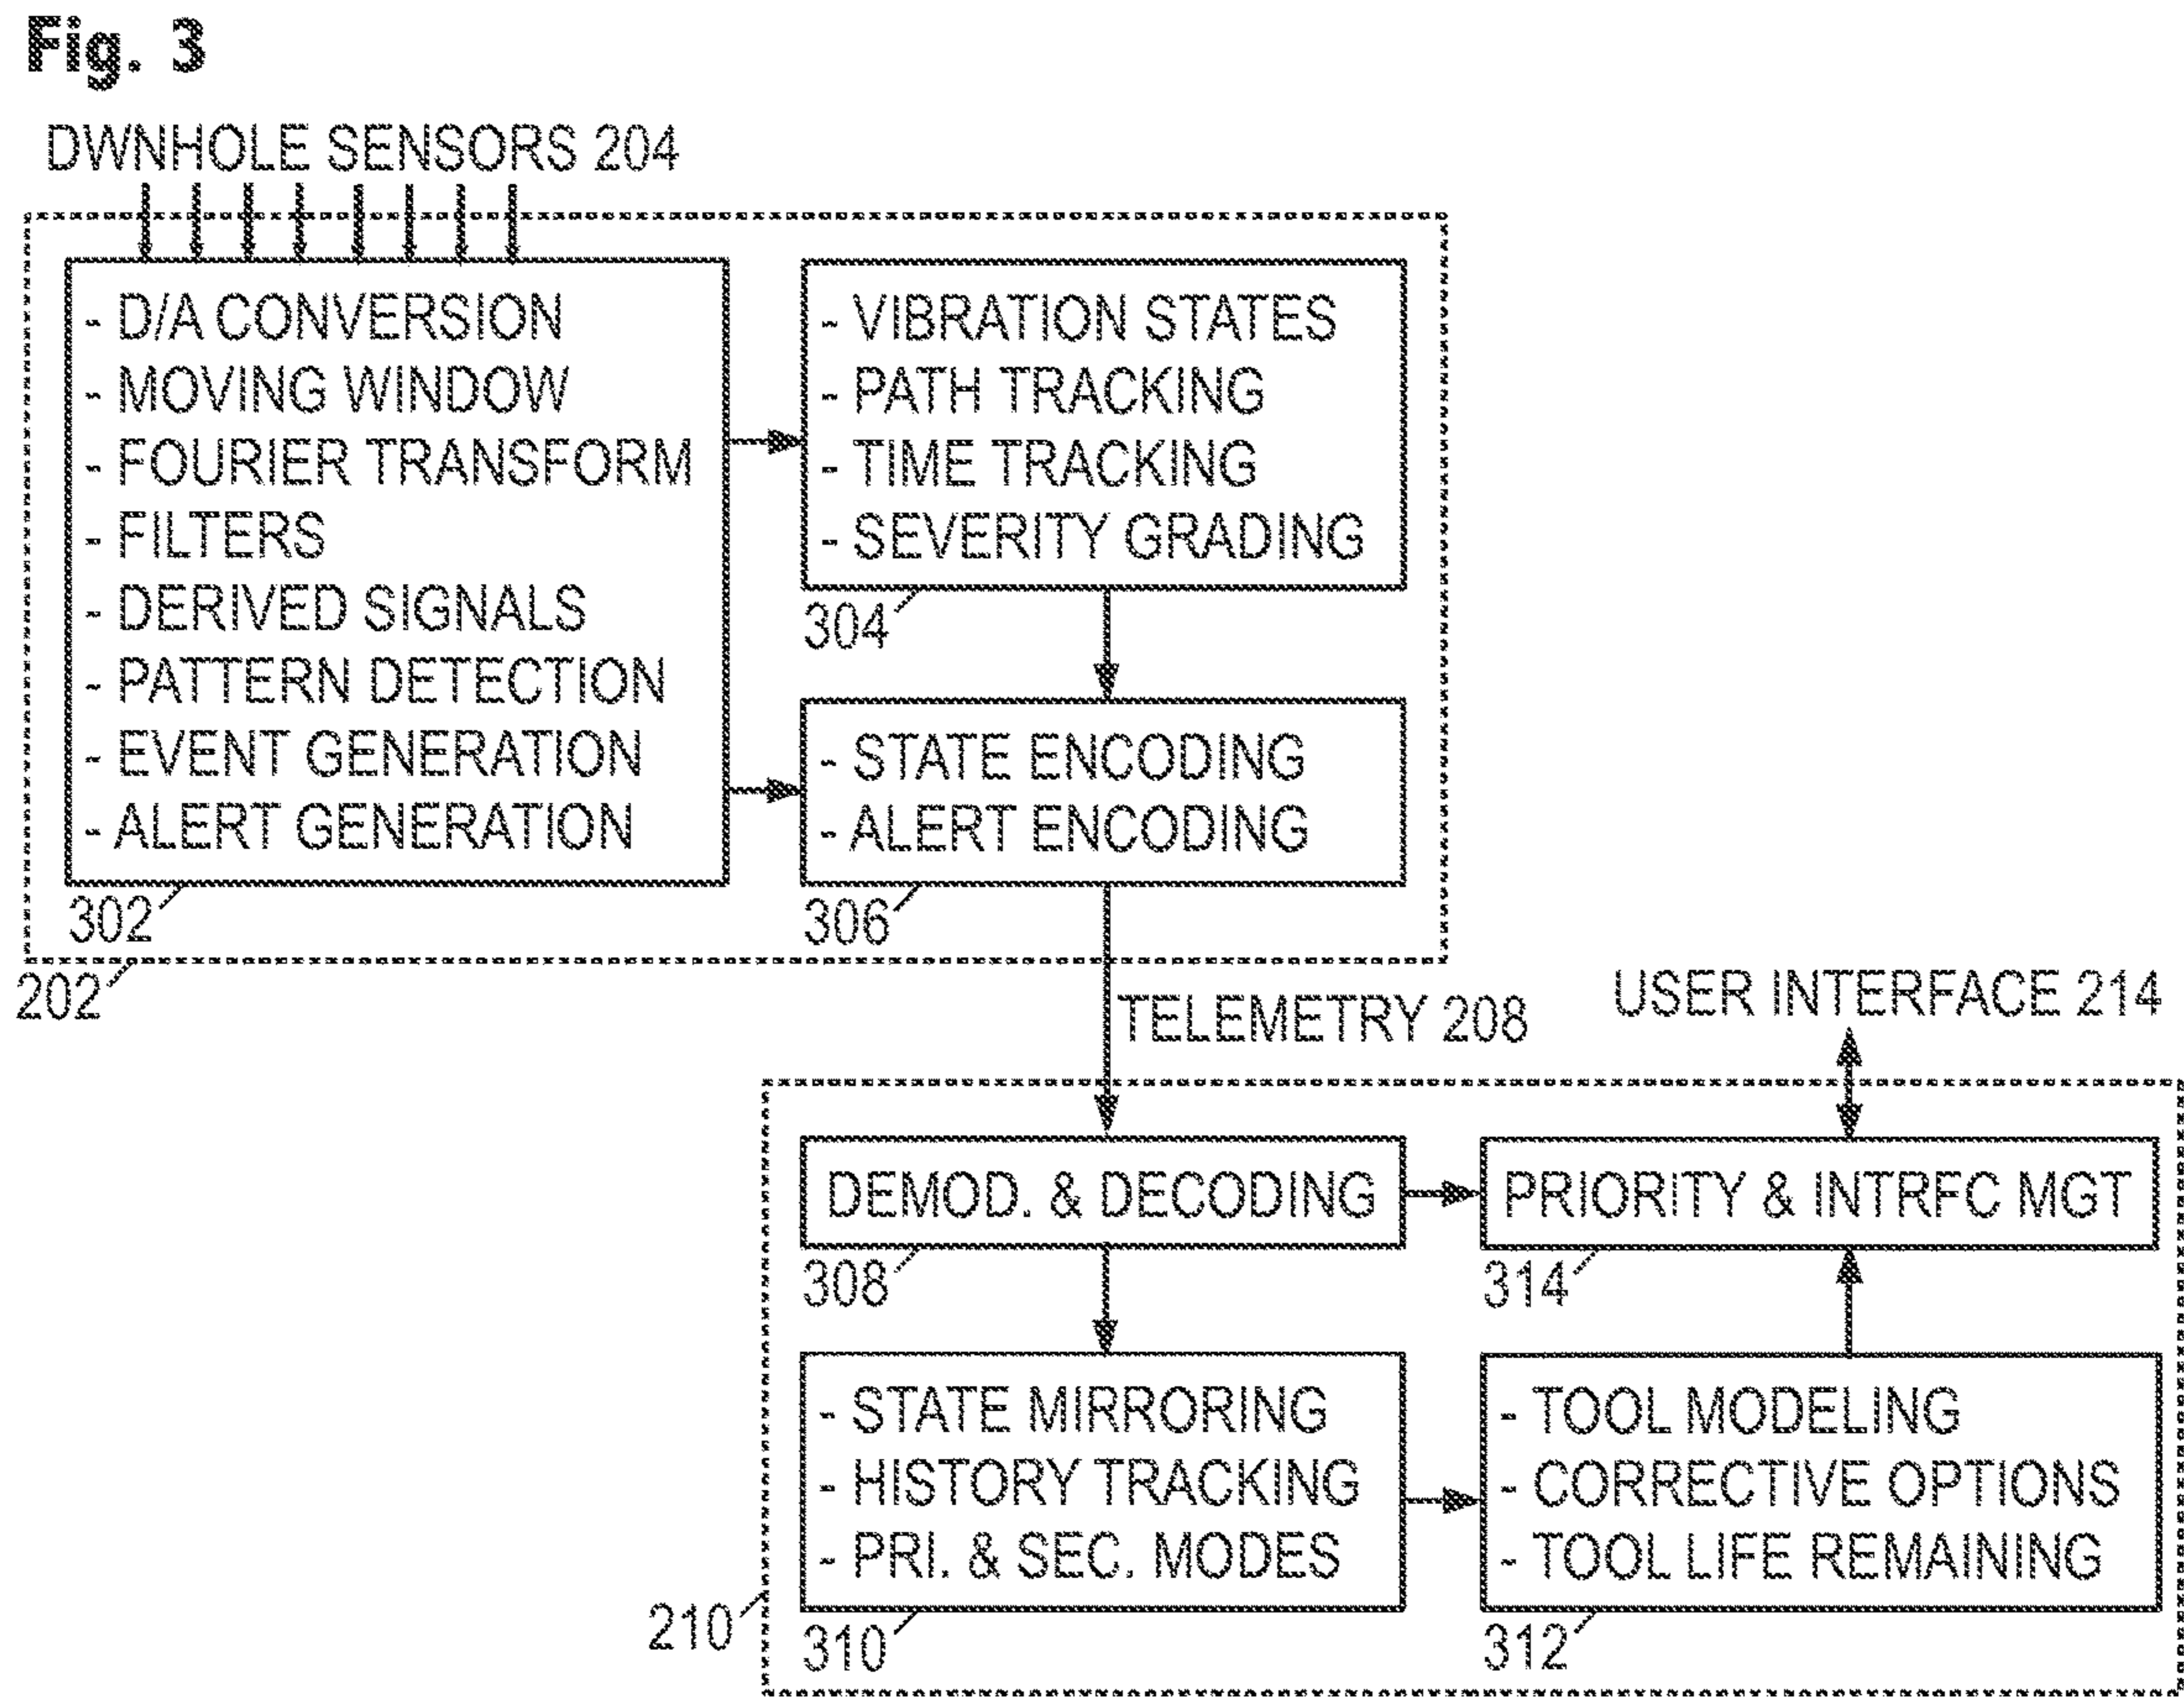 Fig. 3
DWNHOLE SENSORS 204
- D/A CONVERSION
- MOVING WINDOW
- FOURIER TRANSFORM
- FILTERS
- DERIVED SIGNALS
- PATTERN DETECTION
- EVENT GENERATION
- ALERT GENERATION
302
- VIBRATION STATES
- PATH TRACKING
- TIME TRACKING
- SEVERITY GRADING
304
- STATE ENCODING
- ALERT ENCODING
306
202
TELEMETRY 208
USER INTERFACE 214
DEMOD. & DECODING
308
PRIORITY & INTRFC MGT
314
- STATE MIRRORING
- HISTORY TRACKING
- PRI. & SEC. MODES
310
- TOOL MODELING
- CORRECTIVE OPTIONS
- TOOL LIFE REMAINING
312
210